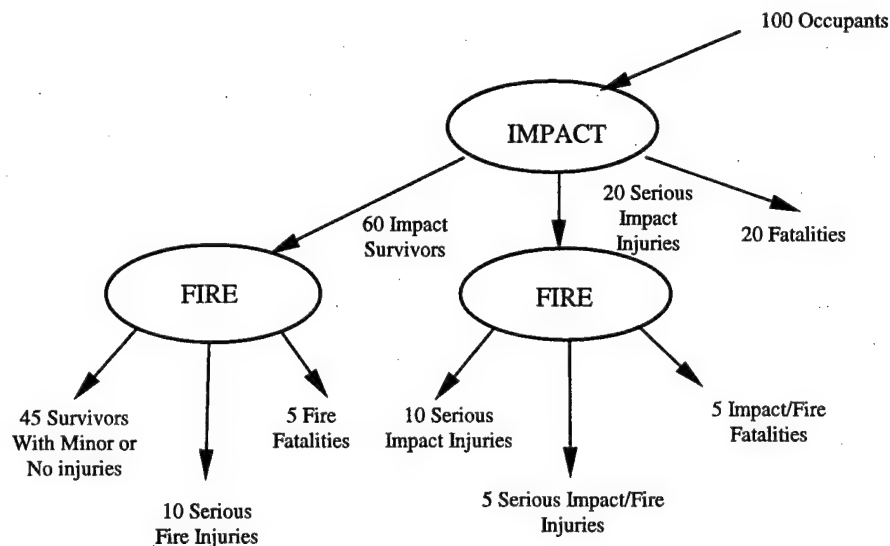 100 Occupants
IMPACT
60 Impact
Survivors
20 Serious
Impact
Injuries
20 Fatalities
FIRE
FIRE
45 Survivors
With Minor or
No injuries
10 Serious
Fire Injuries
5 Fire
Fatalities
10 Serious
Impact Injuries
5 Serious Impact/Fire
Injuries
5 Impact/Fire
Fatalities